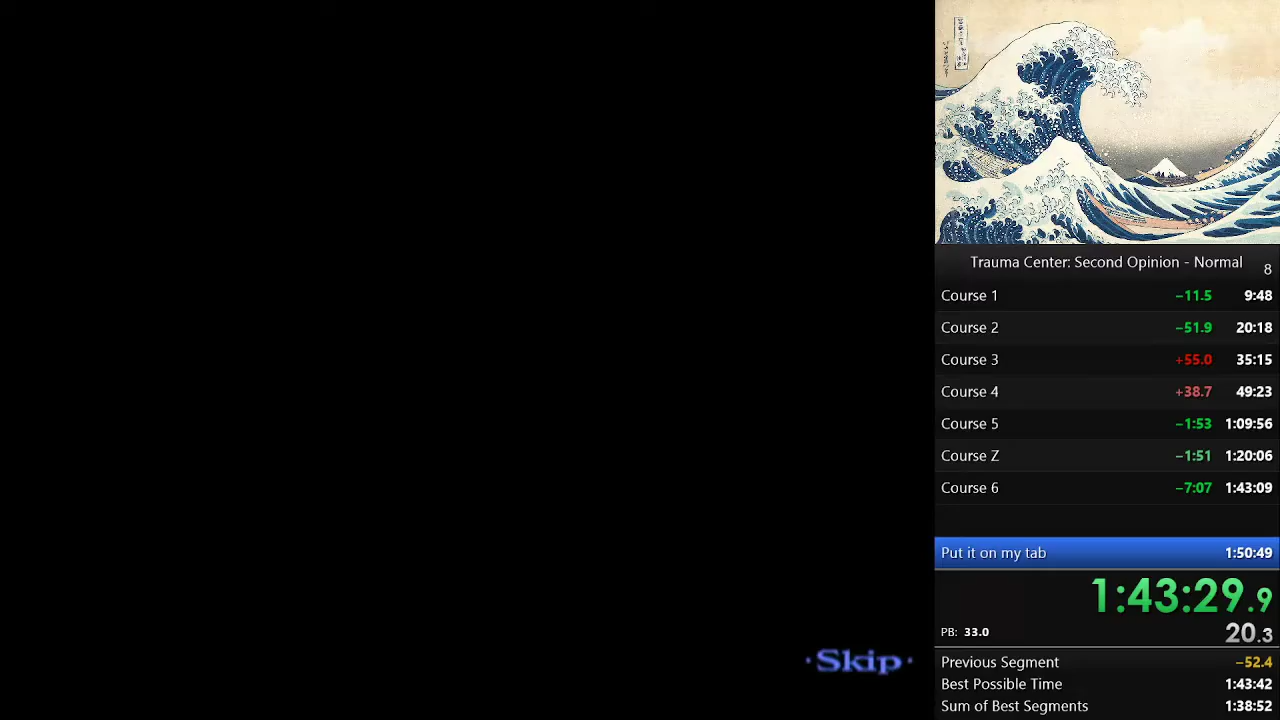 Trauma Center: Second Opinion - Normal
8
Course 1 -11.5 9:48
Course 2 -51.9 20:18
Course 3 +55.0 35:15
Course 4 +38.7 49:23
Course 5 -1:53 1:09:56
Course Z -1:51 1:20:06
Course 6 -7:07 1:43:09
Put it on my tab 1:50:49
1:43:29.9
PB: 33.0 20.3
·Skip·
Previous Segment -52.4
Best Possible Time 1:43:42
Sum of Best Segments 1:38:52